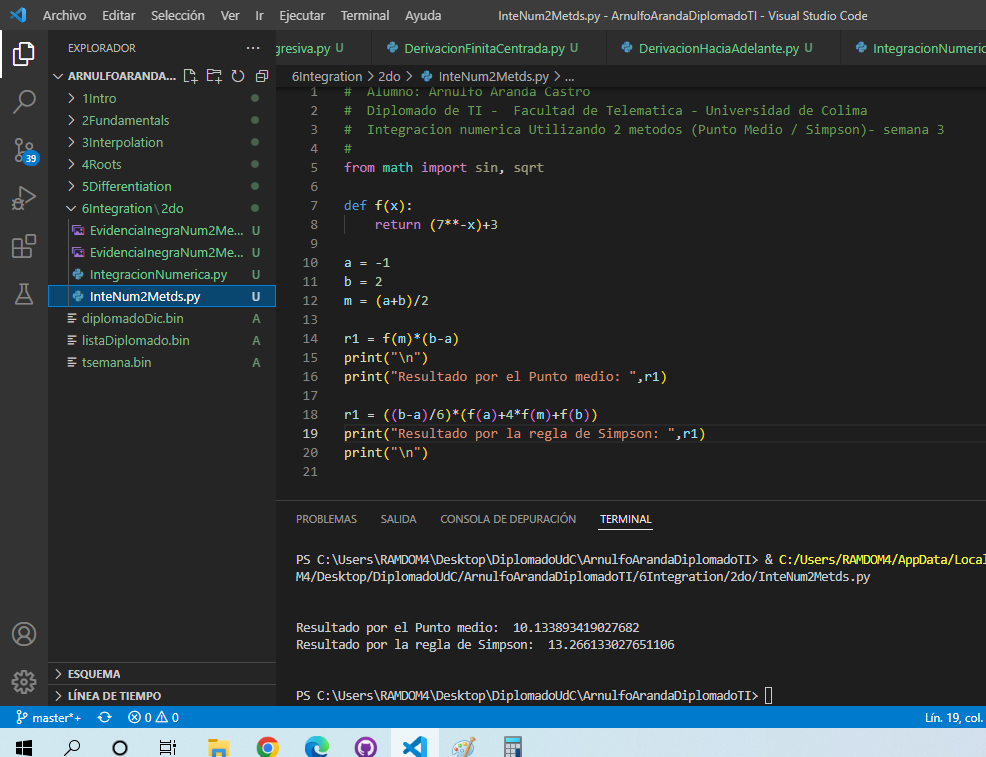 Archivo Editar Selección Ver Ir Ejecutar Terminal Ayuda InteNum2Metds.py - ArnulfoArandaDiplomadoTI - Visual Studio Code
EXPLORADOR ...
gresiva.py U DerivacionFinitaCentrada.py U DerivacionHaciaAdelante.py U IntegracionNumeric
ARNULFOARANDA...
6Integration > 2do > InteNum2Metds.py > ...
1Intro
2Fundamentals
3Interpolation
4Roots
5Differentiation
6Integration\2do
EvidenciaInegraNum2Me... U
EvidenciaInegraNum2Me... U
IntegracionNumerica.py U
InteNum2Metds.py U
diplomadoDic.bin A
listaDiplomado.bin A
tsemana.bin A
39
1 # Alumno: Arnulfo Aranda Castro
2 # Diplomado de TI - Facultad de Telematica - Universidad de Colima
3 # Integracion numerica Utilizando 2 metodos (Punto Medio / Simpson)- semana 3
4 #
5 from math import sin, sqrt
6
7 def f(x):
8 return (7**-x)+3
9
10 a = -1
11 b = 2
12 m = (a+b)/2
13
14 r1 = f(m)*(b-a)
15 print("\n")
16 print("Resultado por el Punto medio: ",r1)
17
18 r1 = ((b-a)/6)*(f(a)+4*f(m)+f(b))
19 print("Resultado por la regla de Simpson: ",r1)
20 print("\n")
21
PROBLEMAS SALIDA CONSOLA DE DEPURACIÓN TERMINAL
PS C:\Users\RAMDOM4\Desktop\DiplomadoUdC\ArnulfoArandaDiplomadoTI> & C:/Users/RAMDOM4/AppData/Local
M4/Desktop/DiplomadoUdC/ArnulfoArandaDiplomadoTI/6Integration/2do/InteNum2Metds.py
Resultado por el Punto medio: 10.133893419027682
Resultado por la regla de Simpson: 13.266133027651106
PS C:\Users\RAMDOM4\Desktop\DiplomadoUdC\ArnulfoArandaDiplomadoTI>
ESQUEMA
LÍNEA DE TIEMPO
master*+ 0 0 Lín. 19, col.